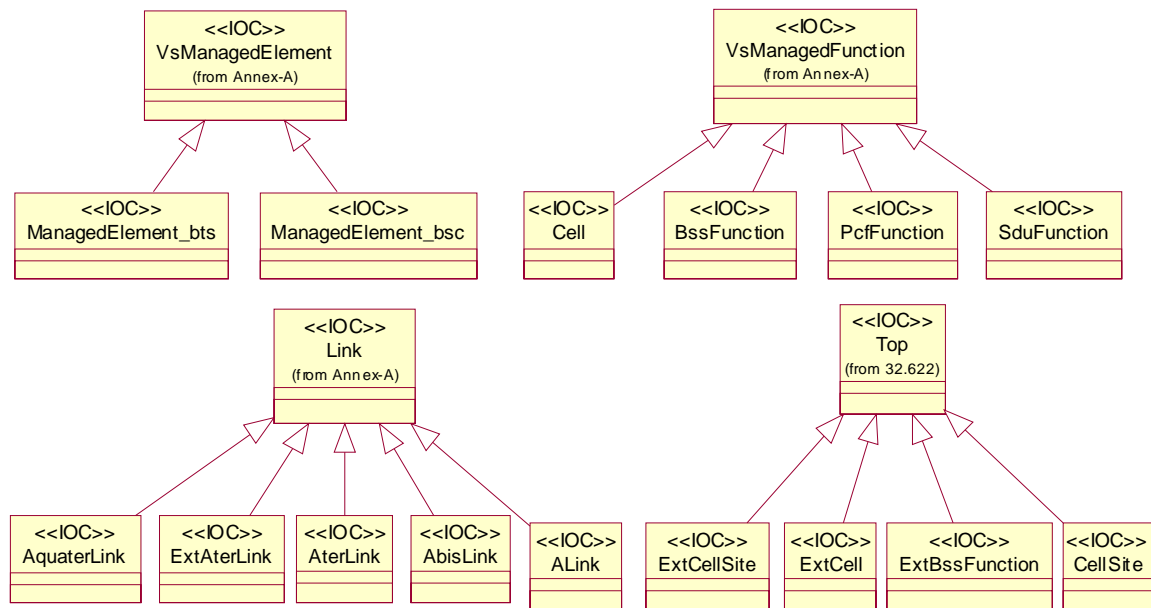 <<IOC>>
VsManagedElement
(from Annex-A)
<<IOC>>
VsManagedFunction
(from Annex-A)
<<IOC>>
ManagedElement_bts
<<IOC>>
ManagedElement_bsc
<<IOC>>
Cell
<<IOC>>
BssFunction
<<IOC>>
PcfFunction
<<IOC>>
SduFunction
<<IOC>>
Link
(from Annex-A)
<<IOC>>
Top
(from 32.622)
<<IOC>>
AquaterLink
<<IOC>>
ExtAterLink
<<IOC>>
AterLink
<<IOC>>
AbisLink
<<IOC>>
ALink
<<IOC>>
ExtCellSite
<<IOC>>
ExtCell
<<IOC>>
ExtBssFunction
<<IOC>>
CellSite